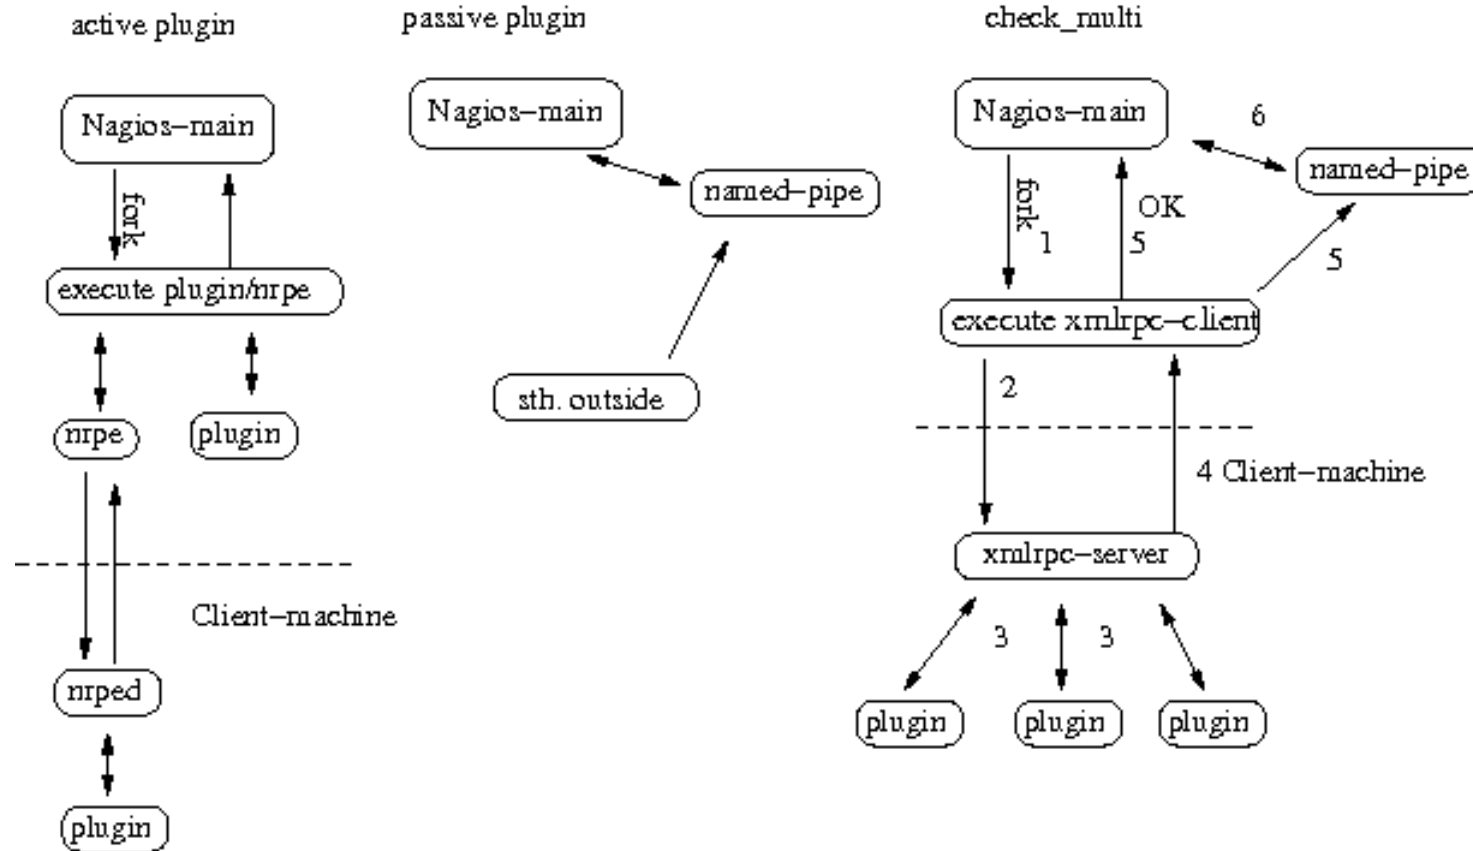 active plugin
Nagios-main
fork
execute plugin/nrpe
nrpe
plugin
Client-machine
nrped
plugin
passive plugin
Nagios-main
named-pipe
sth. outside
check_multi
Nagios-main
6
named-pipe
fork
1
OK
5
5
execute xmlrpc-client
2
4 Client-machine
xmlrpc-server
3
3
plugin
plugin
plugin